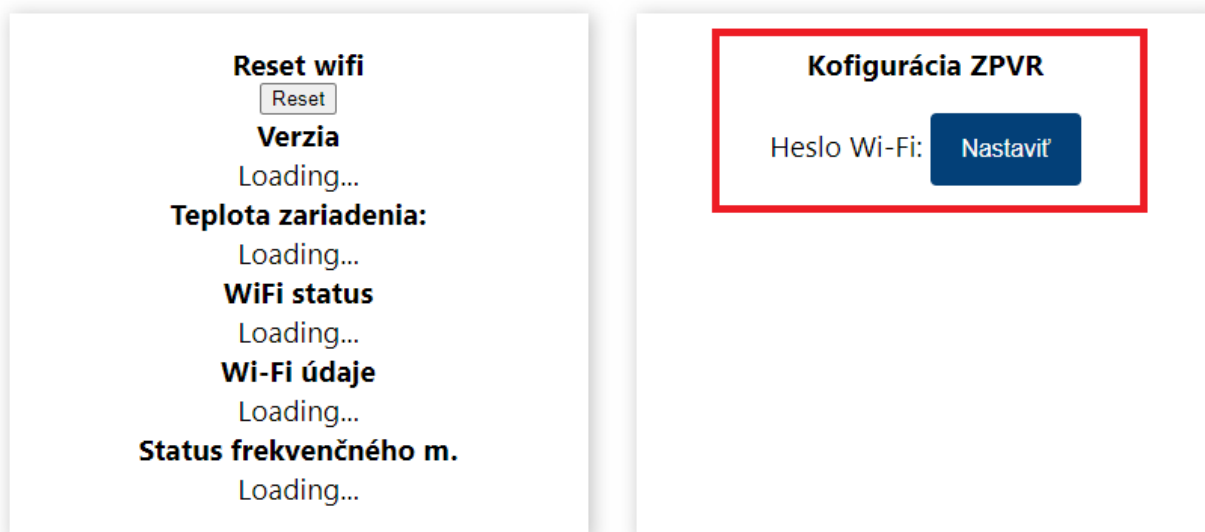 Reset wifi
Reset
Verzia
Loading...
Teplota zariadenia:
Loading...
WiFi status
Loading...
Wi-Fi údaje
Loading...
Status frekvenčného m.
Loading...
Kofigurácia ZPVR
Heslo Wi-Fi: Nastaviť